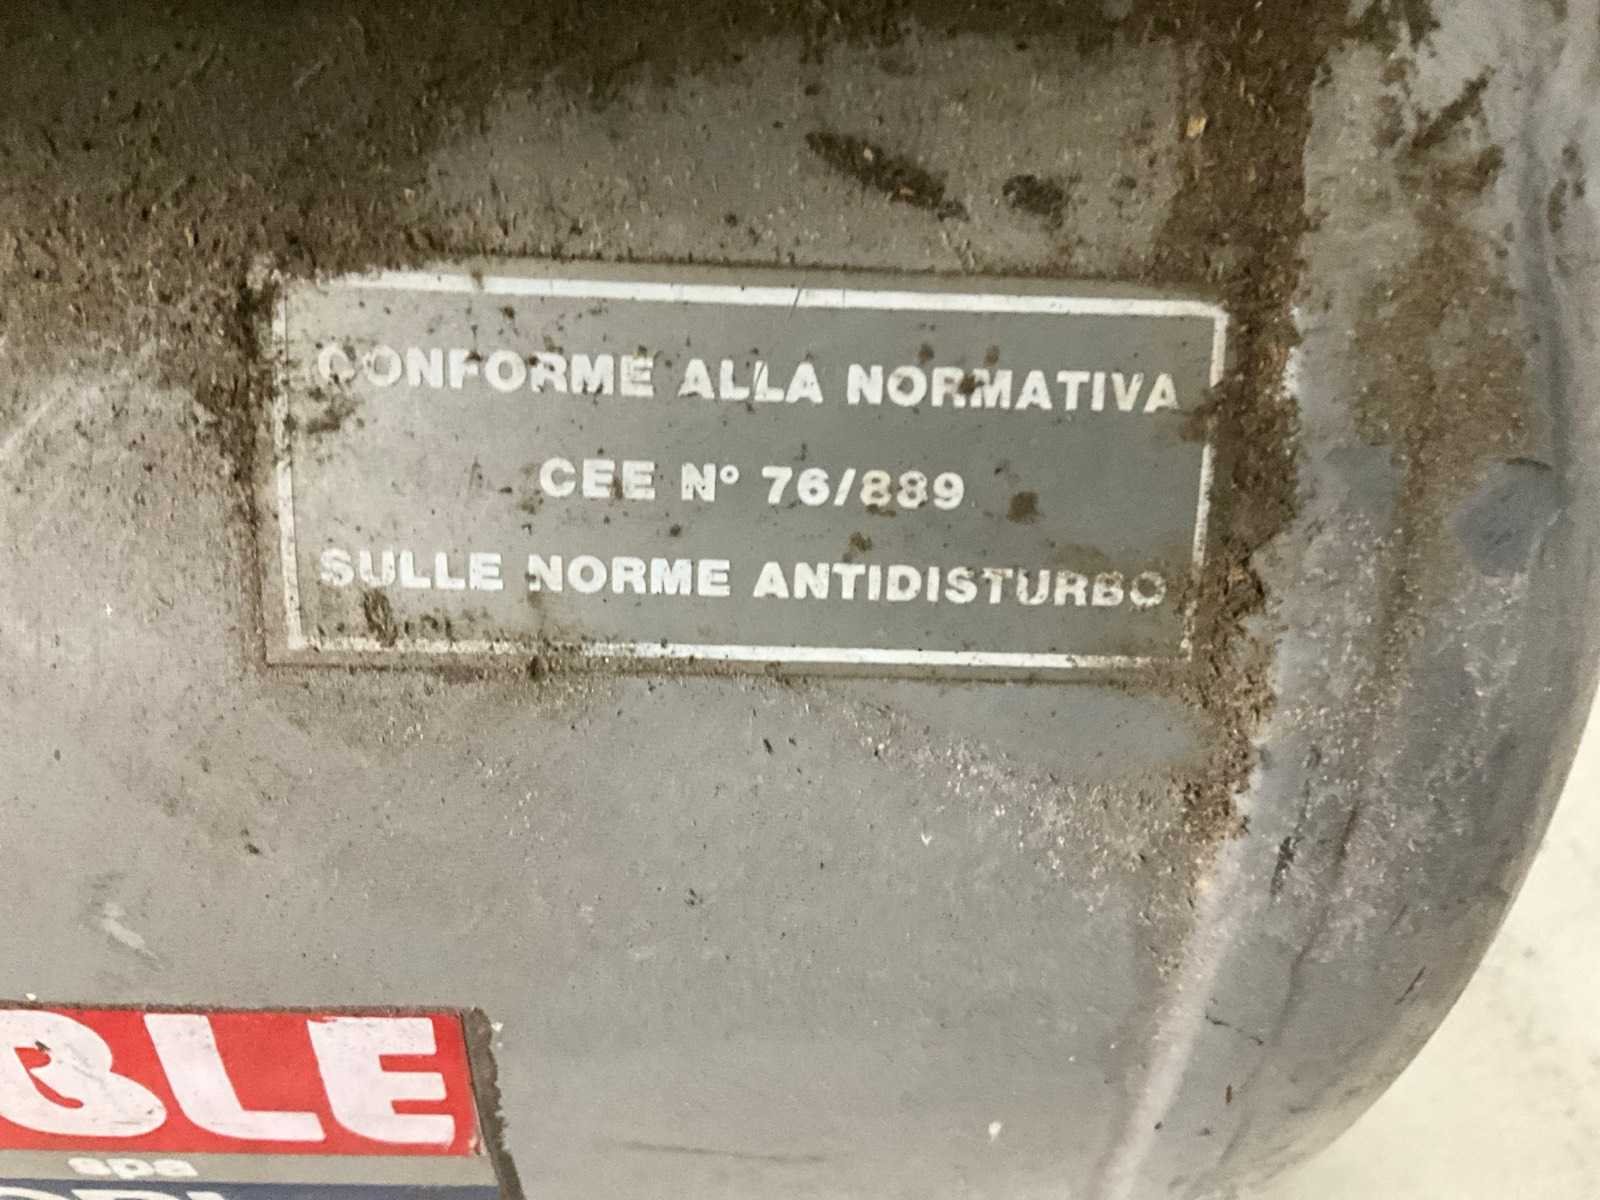 CONFORME ALLA NORMATIVA
CEE N° 76/889
SULLE NORME ANTIDISTURBO
BLE
spa